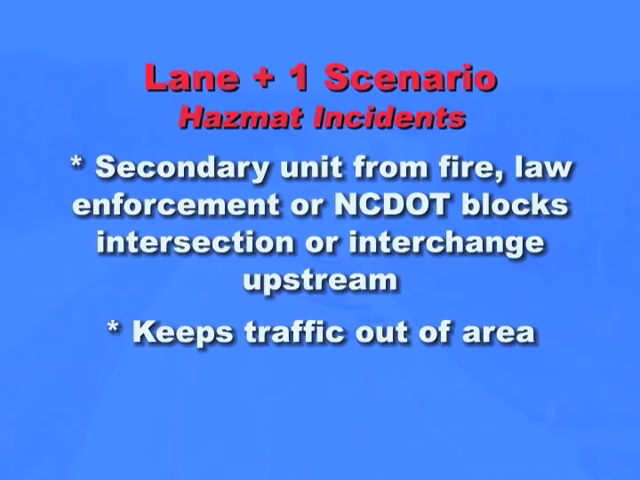 Lane + 1 Scenario
Hazmat Incidents
* Secondary unit from fire, law
enforcement or NCDOT blocks
intersection or interchange
upstream
* Keeps traffic out of area